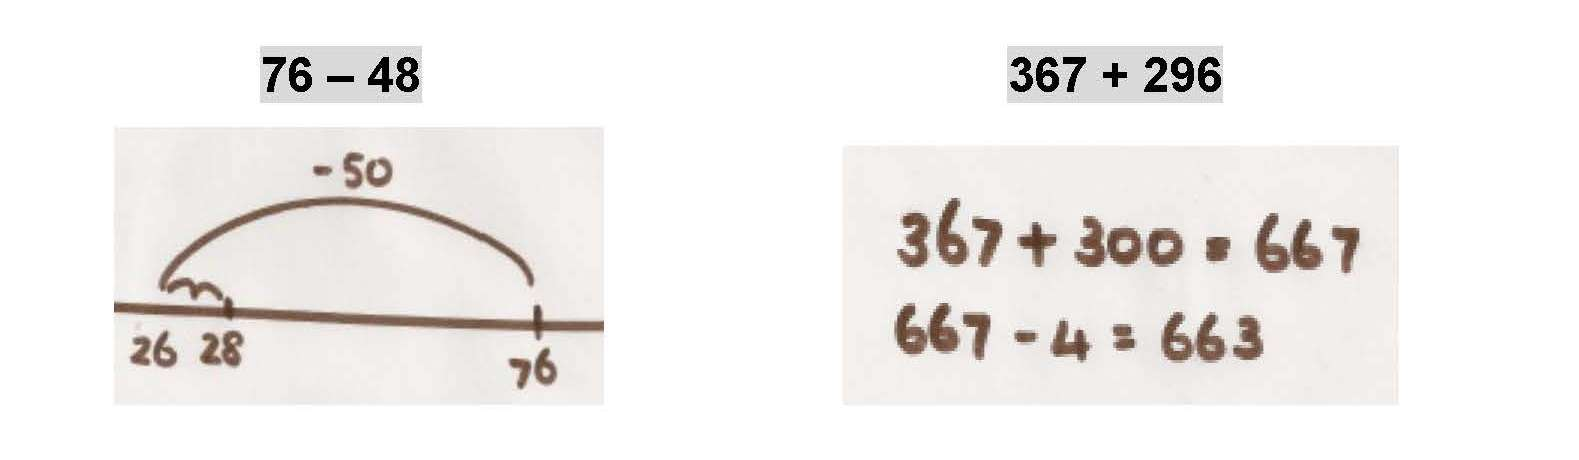 76 – 48
367 + 296
- 50
26 28
76
367 + 300 = 667
667 - 4 = 663